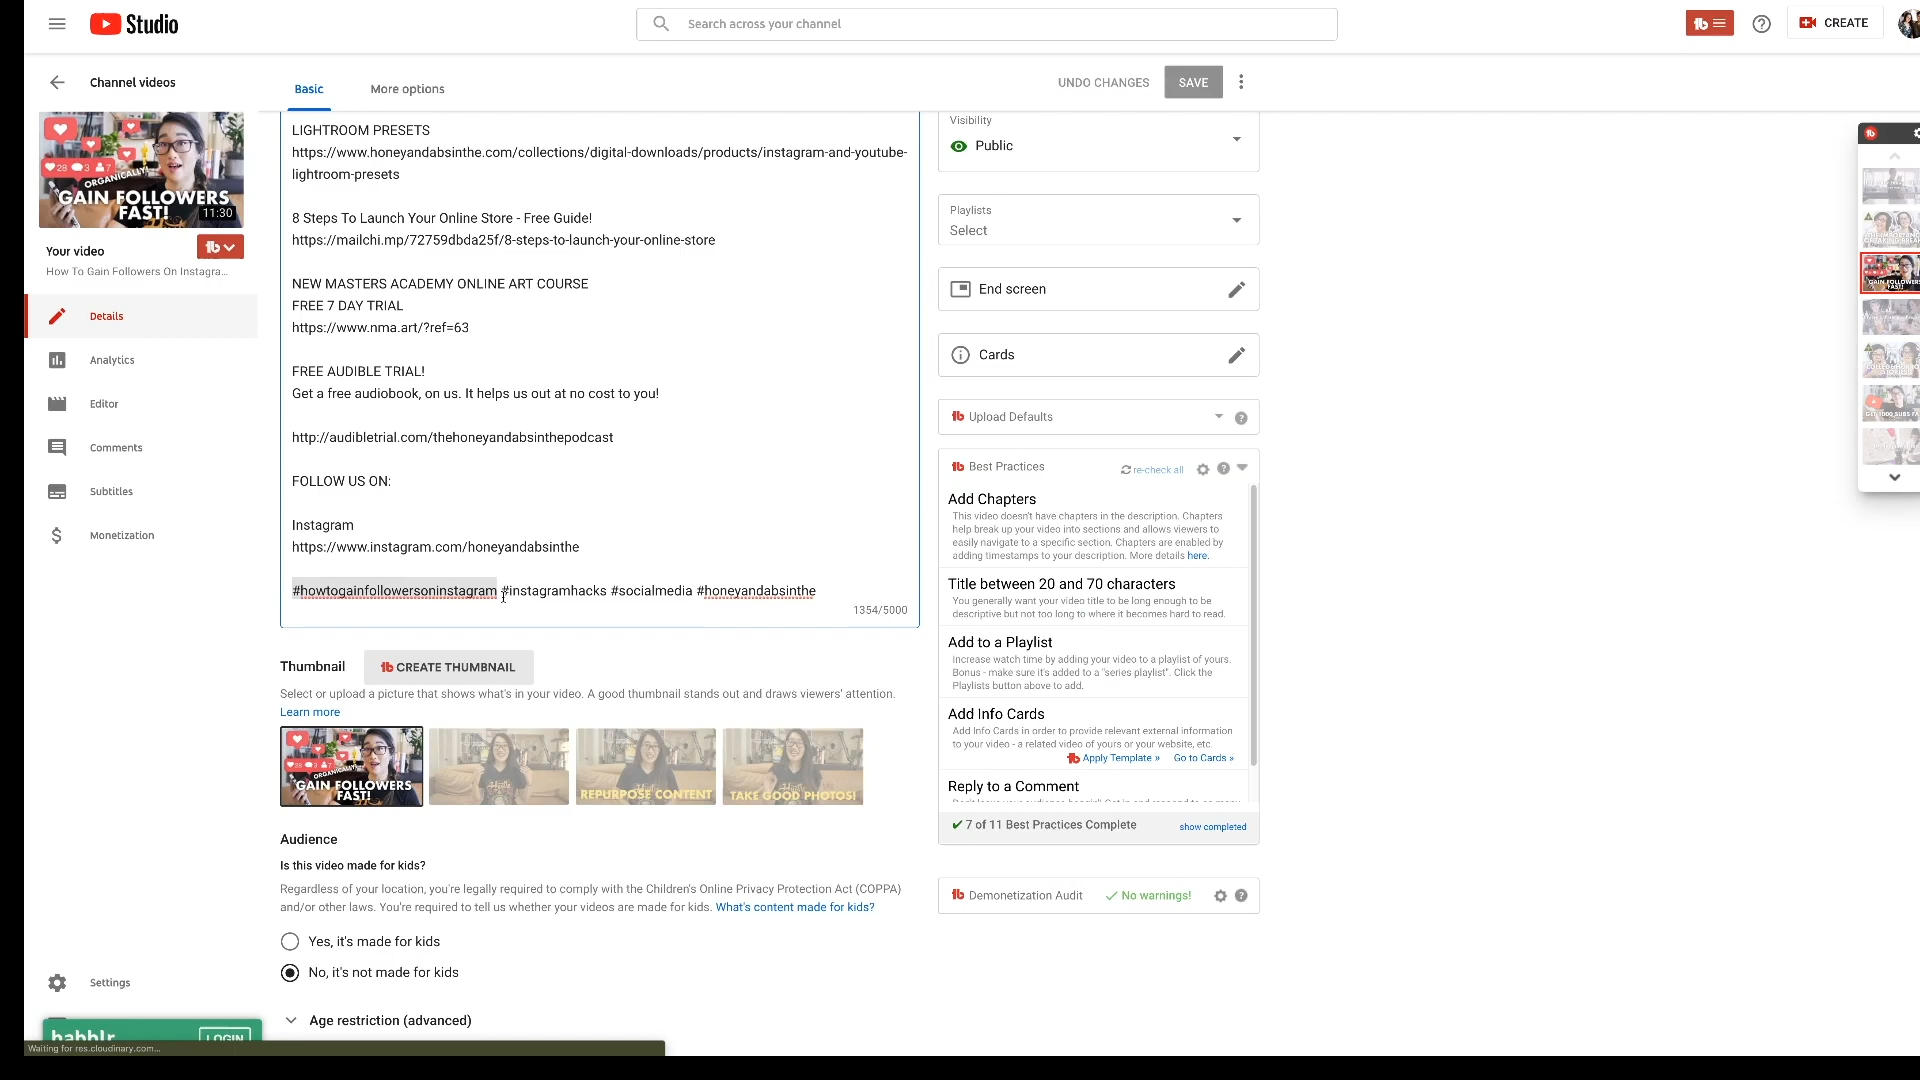 Studio
Search across your channel
CREATE
Channel videos
Basic
More options
UNDO CHANGES
SAVE
28 3 7
ORGANICALLY!
GAIN FOLLOWERS
FAST!
11:30
Your video
How To Gain Followers On Instagra...
Details
Analytics
Editor
Comments
Subtitles
Monetization
Settings
LOGIN
Waiting for res.cloudinary.com...
LIGHTROOM PRESETS
https://www.honeyandabsinthe.com/collections/digital-downloads/products/instagram-and-youtube-
lightroom-presets
8 Steps To Launch Your Online Store - Free Guide!
https://mailchi.mp/72759dbda25f/8-steps-to-launch-your-online-store
NEW MASTERS ACADEMY ONLINE ART COURSE
FREE 7 DAY TRIAL
https://www.nma.art/?ref=63
FREE AUDIBLE TRIAL!
Get a free audiobook, on us. It helps us out at no cost to you!
http://audibletrial.com/thehoneyandabsinthepodcast
FOLLOW US ON:
Instagram
https://www.instagram.com/honeyandabsinthe
#howtogainfollowersoninstagram #instagramhacks #socialmedia #honeyandabsinthe
1354/5000
Thumbnail
CREATE THUMBNAIL
Select or upload a picture that shows what's in your video. A good thumbnail stands out and draws viewers' attention.
Learn more
ORGANICALLY!
GAIN FOLLOWERS
FAST!
REPURPOSE CONTENT
TAKE GOOD PHOTOS!
Audience
Is this video made for kids?
Regardless of your location, you're legally required to comply with the Children's Online Privacy Protection Act (COPPA)
and/or other laws. You're required to tell us whether your videos are made for kids. What's content made for kids?
Yes, it's made for kids
No, it's not made for kids
Age restriction (advanced)
Visibility
Public
Playlists
Select
End screen
Cards
Upload Defaults
Best Practices
re-check all
Add Chapters
This video doesn't have chapters in the description. Chapters
help break up your video into sections and allows viewers to
easily navigate to a specific section. Chapters are enabled by
adding timestamps to your description. More details here.
Title between 20 and 70 characters
You generally want your video title to be long enough to be
descriptive but not too long to where it becomes hard to read.
Add to a Playlist
Increase watch time by adding your video to a playlist of yours.
Bonus - make sure it's added to a "series playlist". Click the
Playlists button above to add.
Add Info Cards
Add Info Cards in order to provide relevant external information
to your video - a related video of yours or your website, etc.
Apply Template » Go to Cards »
Reply to a Comment
7 of 11 Best Practices Complete
show completed
Demonetization Audit
No warnings!